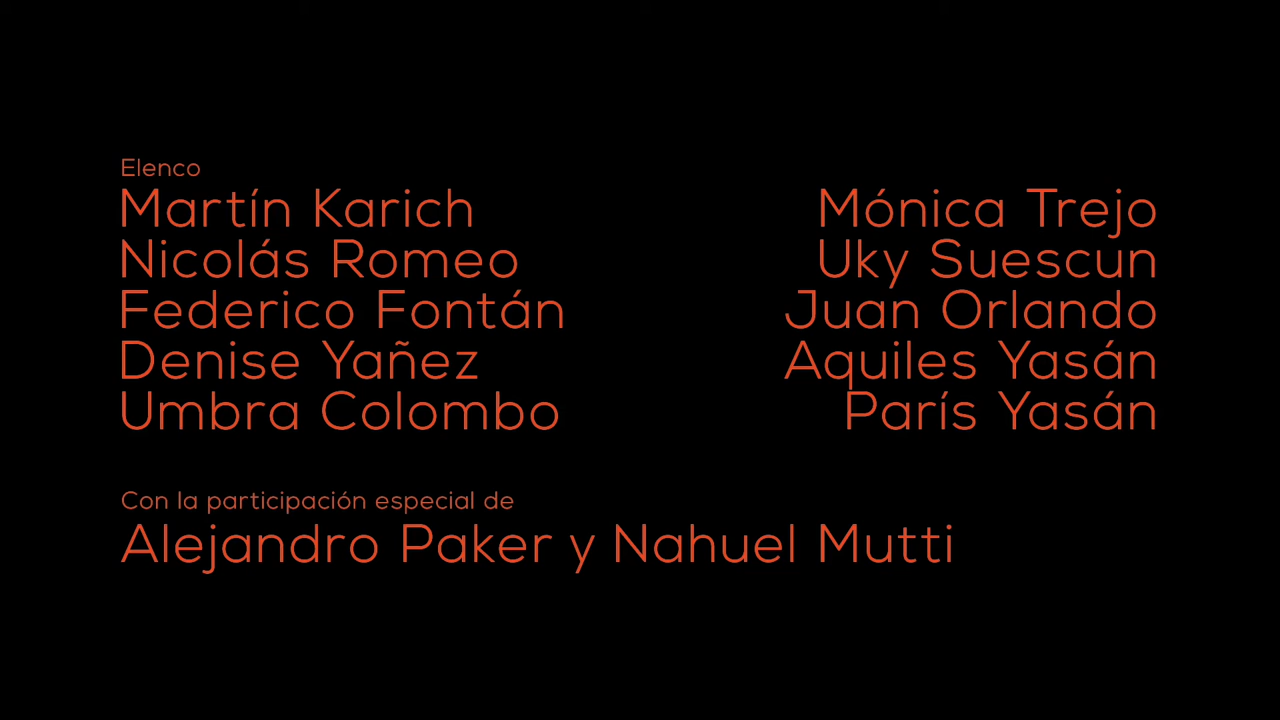 Elenco
Martín Karich
Nicolás Romeo
Federico Fontán
Denise Yañez
Umbra Colombo
Mónica Trejo
Uky Suescun
Juan Orlando
Aquiles Yasán
París Yasán
Con la participación especial de
Alejandro Paker y Nahuel Mutti